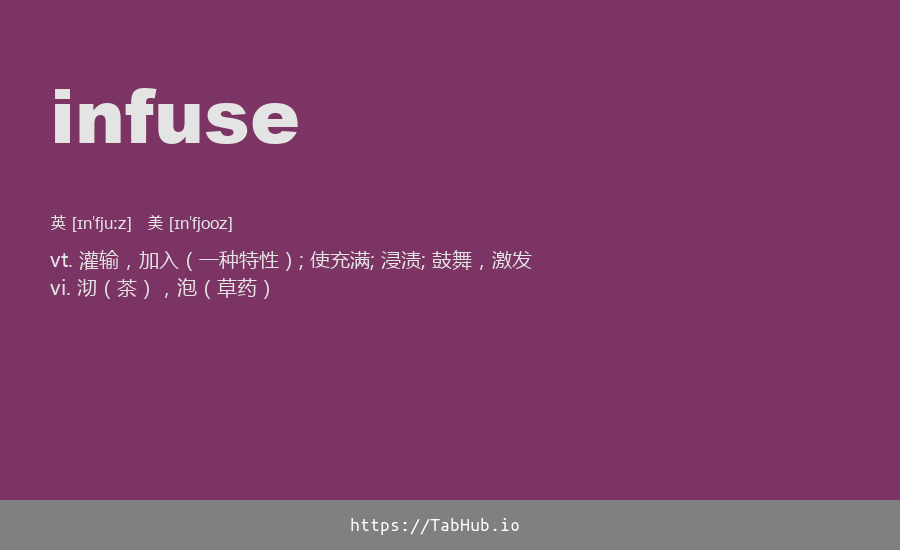 infuse
英 [ɪnˈfjuːz] 美 [ɪnˈfjooz]
vt. 灌输，加入（一种特性）; 使充满; 浸渍; 鼓舞，激发
vi. 沏（茶），泡（草药）
https://TabHub.io